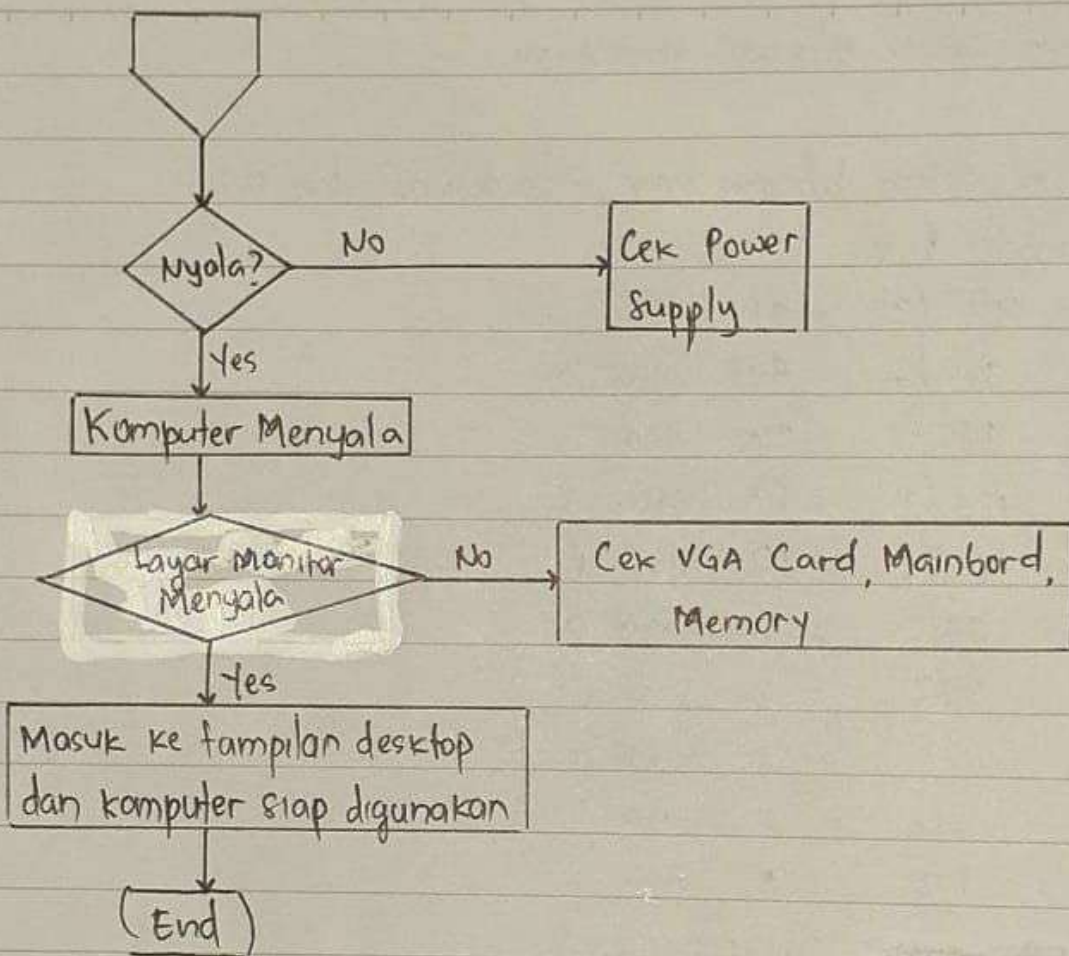 Nyala?
No
Cek Power
Supply
Yes
Komputer Menyala
Layar Monitor
Menyala
No
Cek VGA Card, Mainbord,
Memory
Yes
Masuk ke tampilan desktop
dan komputer siap digunakan
End